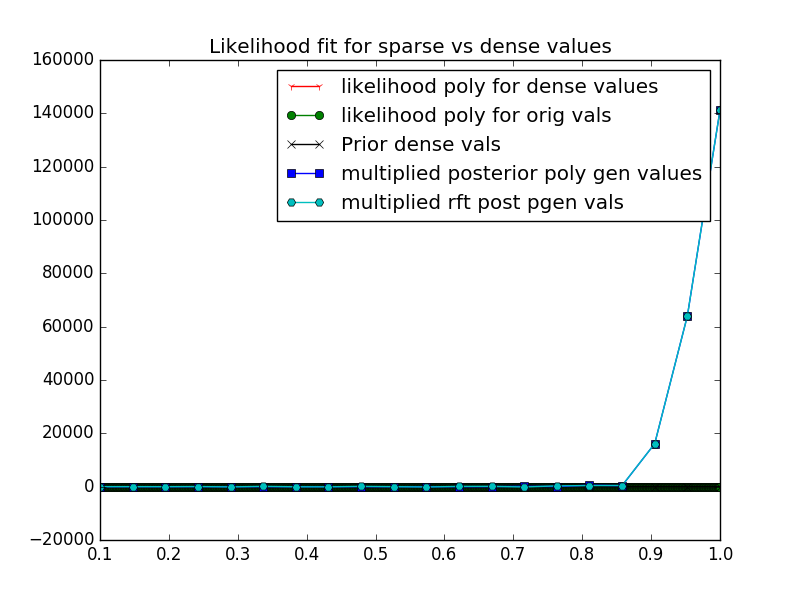 Likelihood fit for sparse vs dense values
160000
140000
120000
100000
80000
60000
40000
20000
0
−20000
likelihood poly for dense values
likelihood poly for orig vals
Prior dense vals
multiplied posterior poly gen values
multiplied rft post pgen vals
0.1 0.2 0.3 0.4 0.5 0.6 0.7 0.8 0.9 1.0